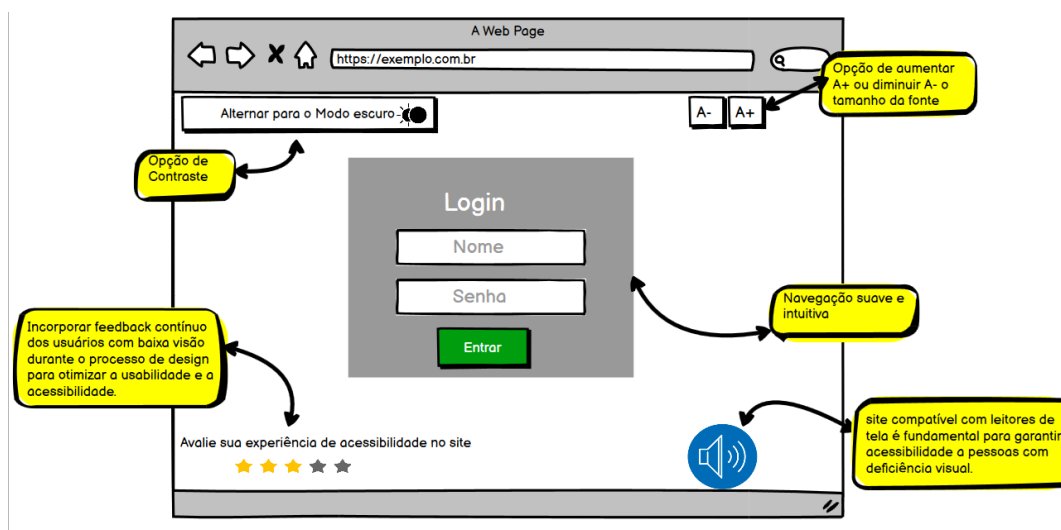 A Web Page
https://exemplo.com.br
Opção de aumentar
A+ ou diminuir A- o
tamanho da fonte
Alternar para o Modo escuro-
A-
A+
Opção de
Contraste
Login
Nome
Senha
Entrar
Navegação suave e
intuitiva
Incorporar feedback contínuo
dos usuários com baixa visão
durante o processo de design
para otimizar a usabilidade e a
acessibilidade.
Avalie sua experiência de acessibilidade no site
site compatível com leitores de
tela é fundamental para garantir
acessibilidade a pessoas com
deficiência visual.